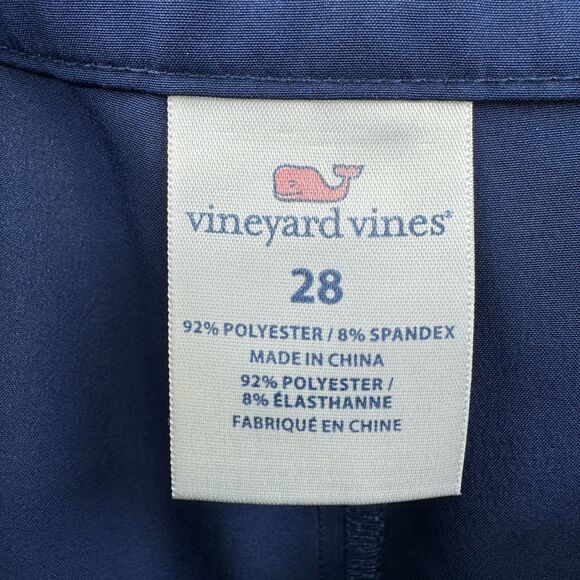 vineyard vines®
28
92% POLYESTER / 8% SPANDEX
MADE IN CHINA
92% POLYESTER /
8% ÉLASTHANNE
FABRIQUÉ EN CHINE